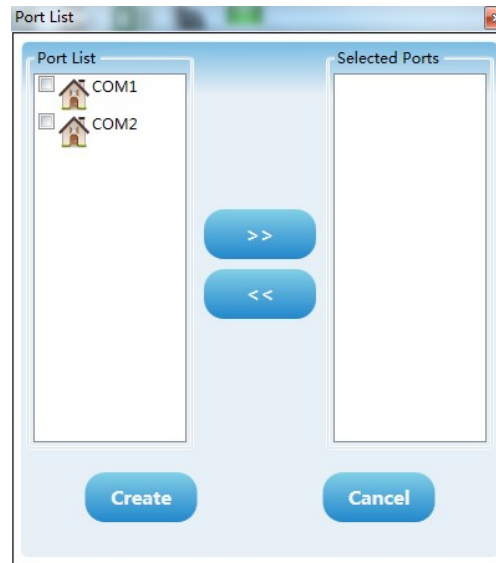 Port List
Port List
Selected Ports
COM1
COM2
>>
<<
Create
Cancel